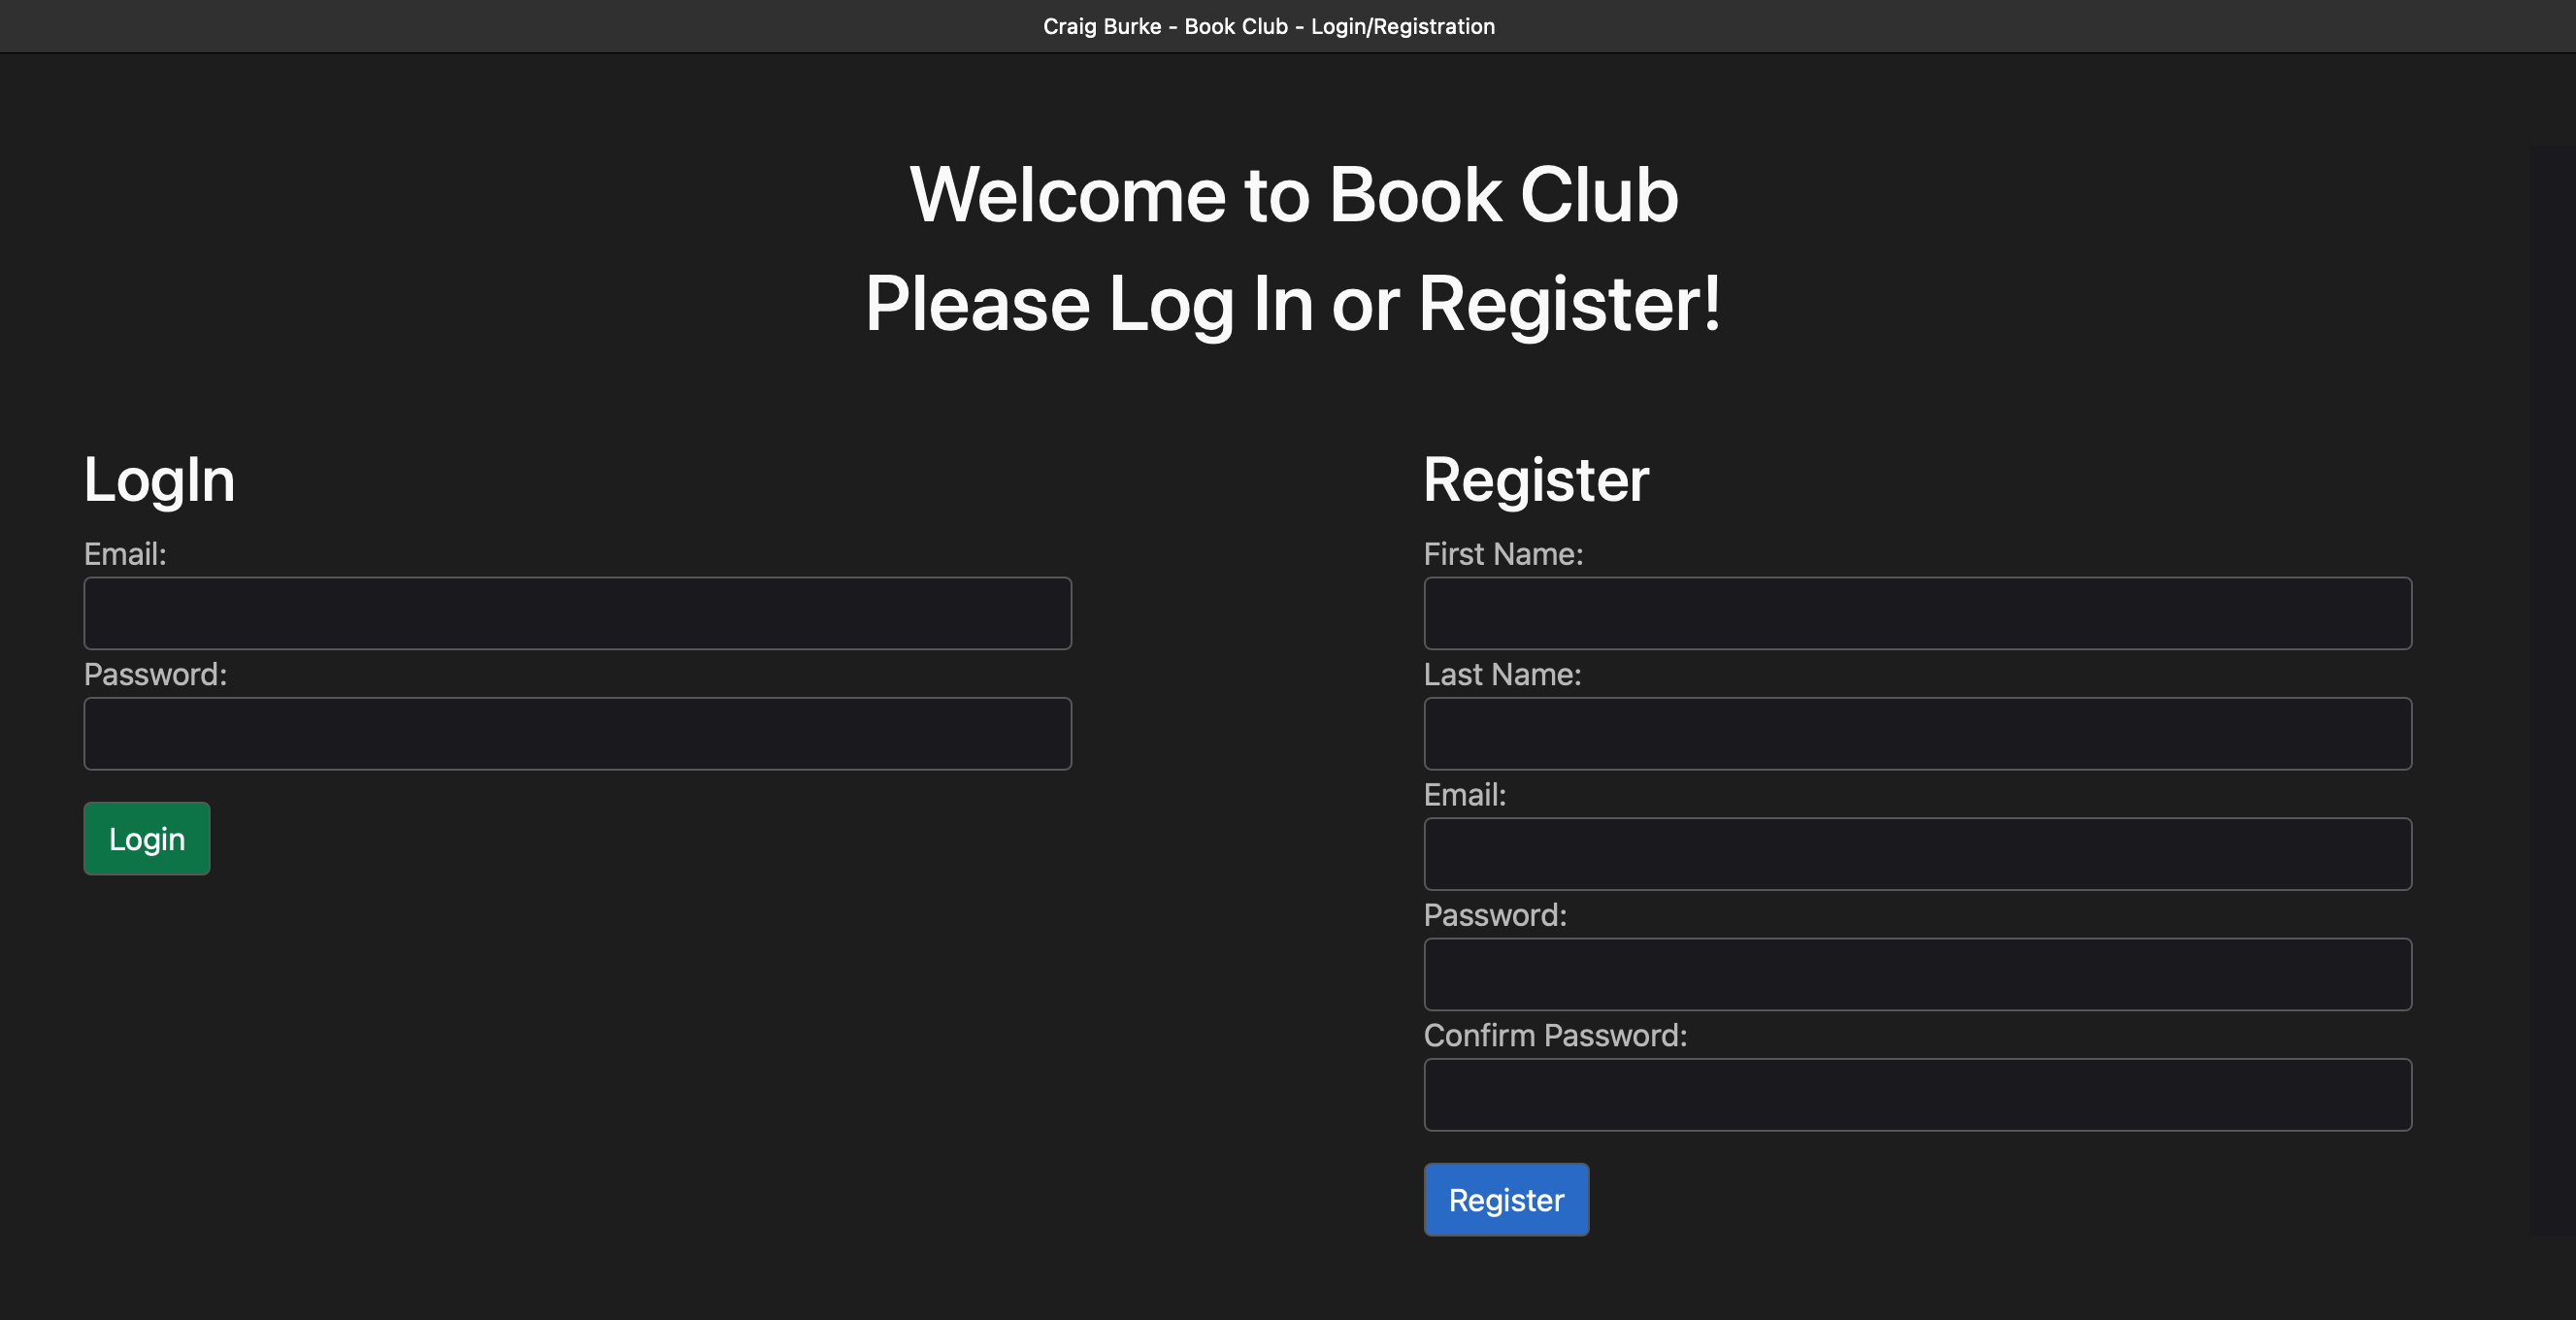 Craig Burke - Book Club - Login/Registration
Welcome to Book Club
Please Log In or Register!
LogIn
Email:
Password:
Login
Register
First Name:
Last Name:
Email:
Password:
Confirm Password:
Register